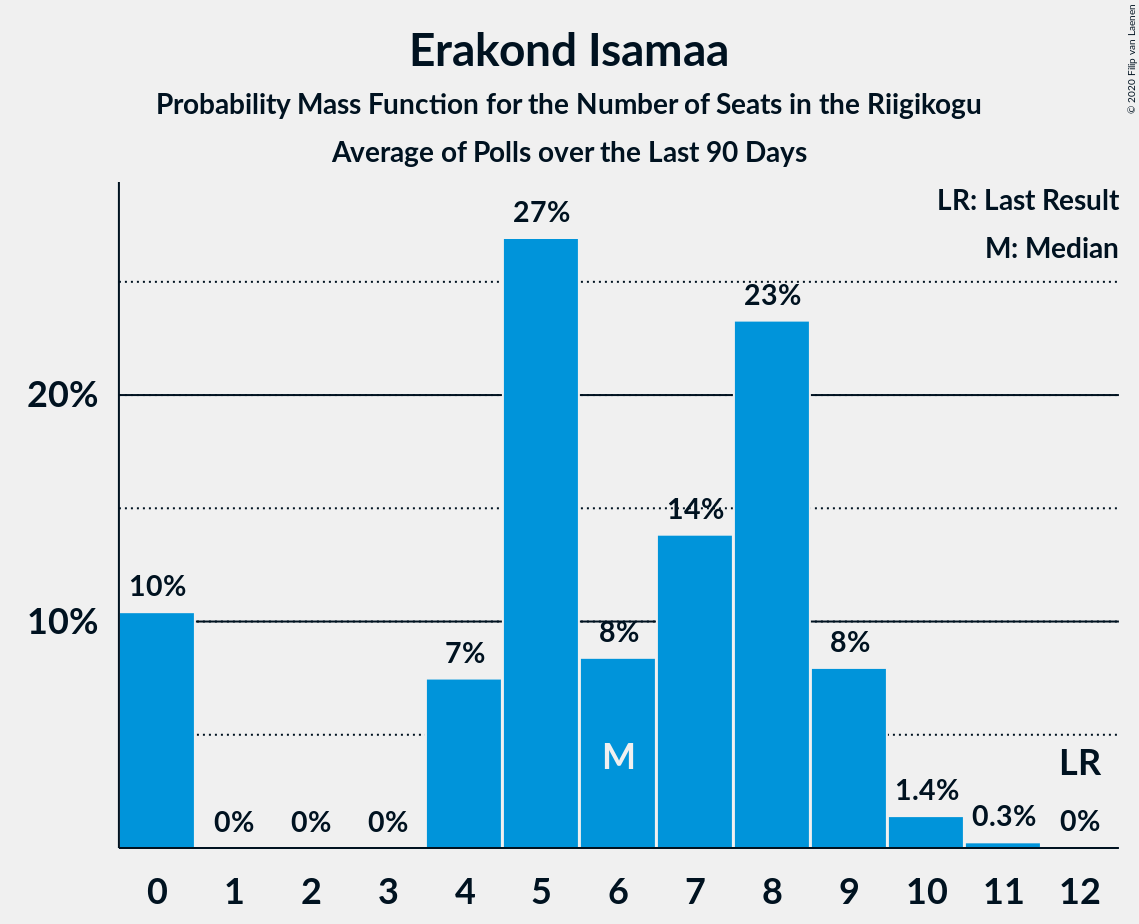 Erakond Isamaa
Probability Mass Function for the Number of Seats in the Riigikogu
Average of Polls over the Last 90 Days
© 2020 Filip van Laenen
LR: Last Result
M: Median
27%
23%
20%
14%
10%
10%
8%
8%
7%
M
LR
1.4%
0.3%
0%
0%
0%
0%
0 1 2 3 4 5 6 7 8 9 10 11 12